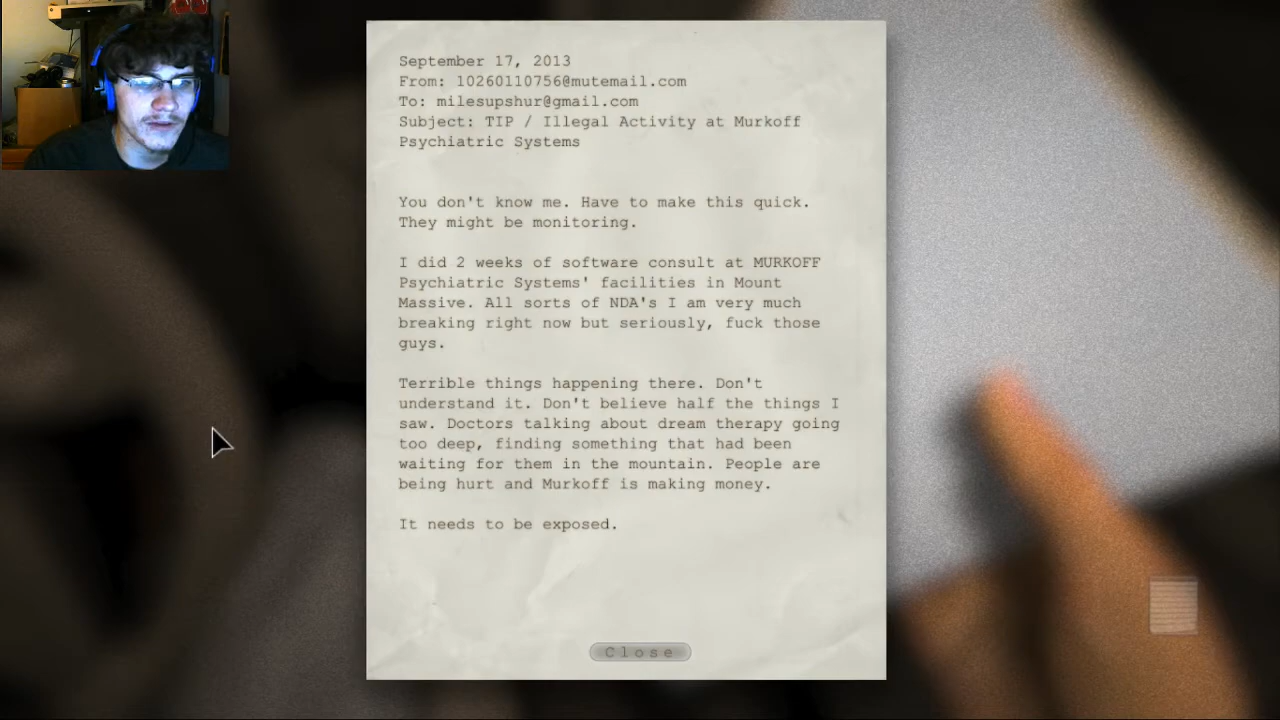 September 17, 2013
From: 10260110756@mutemail.com
To: milesupshur@gmail.com
Subject: TIP / Illegal Activity at Murkoff
Psychiatric Systems
You don't know me. Have to make this quick.
They might be monitoring.
I did 2 weeks of software consult at MURKOFF
Psychiatric Systems' facilities in Mount
Massive. All sorts of NDA's I am very much
breaking right now but seriously, fuck those
guys.
Terrible things happening there. Don't
understand it. Don't believe half the things I
saw. Doctors talking about dream therapy going
too deep, finding something that had been
waiting for them in the mountain. People are
being hurt and Murkoff is making money.
It needs to be exposed.
Close